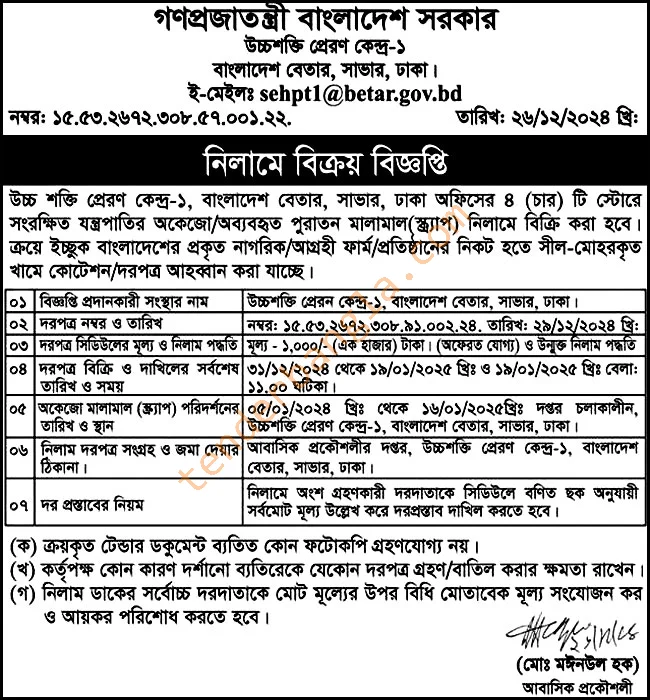 গণপ্রজাতন্ত্রী বাংলাদেশ সরকার
উচ্চশক্তি প্রেরণ কেন্দ্র-১
বাংলাদেশ বেতার, সাভার, ঢাকা।
ই-মেইলঃ sehpt1@betar.gov.bd
নম্বর: ১৫.৫৩.২৬৭২.৩০৮.৫৭.০০১.২২. তারিখ: ২৬/১২/২০২৪ খ্রি:
নিলামে বিক্রয় বিজ্ঞপ্তি
উচ্চ শক্তি প্রেরণ কেন্দ্র-১, বাংলাদেশ বেতার, সাভার, ঢাকা অফিসের ৪ (চার) টি স্টোরে
সংরক্ষিত যন্ত্রপাতির অকেজো/অব্যবহৃত পুরাতন মালামাল(স্ক্র্যাপ) নিলামে বিক্রি করা হবে।
ক্রয়ে ইচ্ছুক বাংলাদেশের প্রকৃত নাগরিক/আগ্রহী ফার্ম/প্রতিষ্ঠানের নিকট হতে সীল-মোহরকৃত
খামে কোটেশন/দরপত্র আহবান করা যাচ্ছে।
০১ বিজ্ঞপ্তি প্রদানকারী সংস্থার নাম উচ্চশক্তি প্রেরন কেন্দ্র-১, বাংলাদেশ বেতার, সাভার, ঢাকা।
০২ দরপত্র নম্বর ও তারিখ নম্বর: ১৫.৫৩.২৬৭২.৩০৮.৯১.০০২.২৪. তারিখ: ২৯/১২/২০২৪ খ্রি:
০৩ দরপত্র সিডিউলের মূল্য ও নিলাম পদ্ধতি মূল্য - ১,০০০/- (এক হাজার) টাকা। (অফেরত যোগ্য) ও উন্মুক্ত নিলাম পদ্ধতি
০৪ দরপত্র বিক্রি ও দাখিলের সর্বশেষ তারিখ ও সময় ৩১/১২/২০২৪ থেকে ১৯/০১/২০২৫ খ্রিঃ ও ১৯/০১/২০২৫ খ্রিঃ বেলা:
১১.০০ ঘটিকা।
০৫ অকেজো মালামাল (স্ক্র্যাপ) পরিদর্শনের তারিখ ও স্থান ০৫/০১/২০২৪ খ্রিঃ থেকে ১৬/০১/২০২৫খ্রিঃ দপ্তর চলাকালীন,
উচ্চশক্তি প্রেরণ কেন্দ্র-১, বাংলাদেশ বেতার, সাভার, ঢাকা।
০৬ নিলাম দরপত্র সংগ্রহ ও জমা দেয়ার ঠিকানা। আবাসিক প্রকৌশলীর দপ্তর, উচ্চশক্তি প্রেরণ কেন্দ্র-১, বাংলাদেশ
বেতার, সাভার, ঢাকা।
০৭ দর প্রস্তাবের নিয়ম নিলামে অংশ গ্রহণকারী দরদাতাকে সিডিউলে বণিত ছক অনুযায়ী
সর্বমোট মূল্য উল্লেখ করে দরপ্রস্তাব দাখিল করতে হবে।
(ক) ক্রয়কৃত টেন্ডার ডকুমেন্ট ব্যতিত কোন ফটোকপি গ্রহণযোগ্য নয়।
(খ) কর্তৃপক্ষ কোন কারণ দর্শানো ব্যতিরেকে যেকোন দরপত্র গ্রহণ/বাতিল করার ক্ষমতা রাখেন।
(গ) নিলাম ডাকের সর্বোচ্চ দরদাতাকে মোট মূল্যের উপর বিধি মোতাবেক মূল্য সংযোজন কর
ও আয়কর পরিশোধ করতে হবে।
(মোঃ মঈনউল হক)
আবাসিক প্রকৌশলী
tenderbangla.com